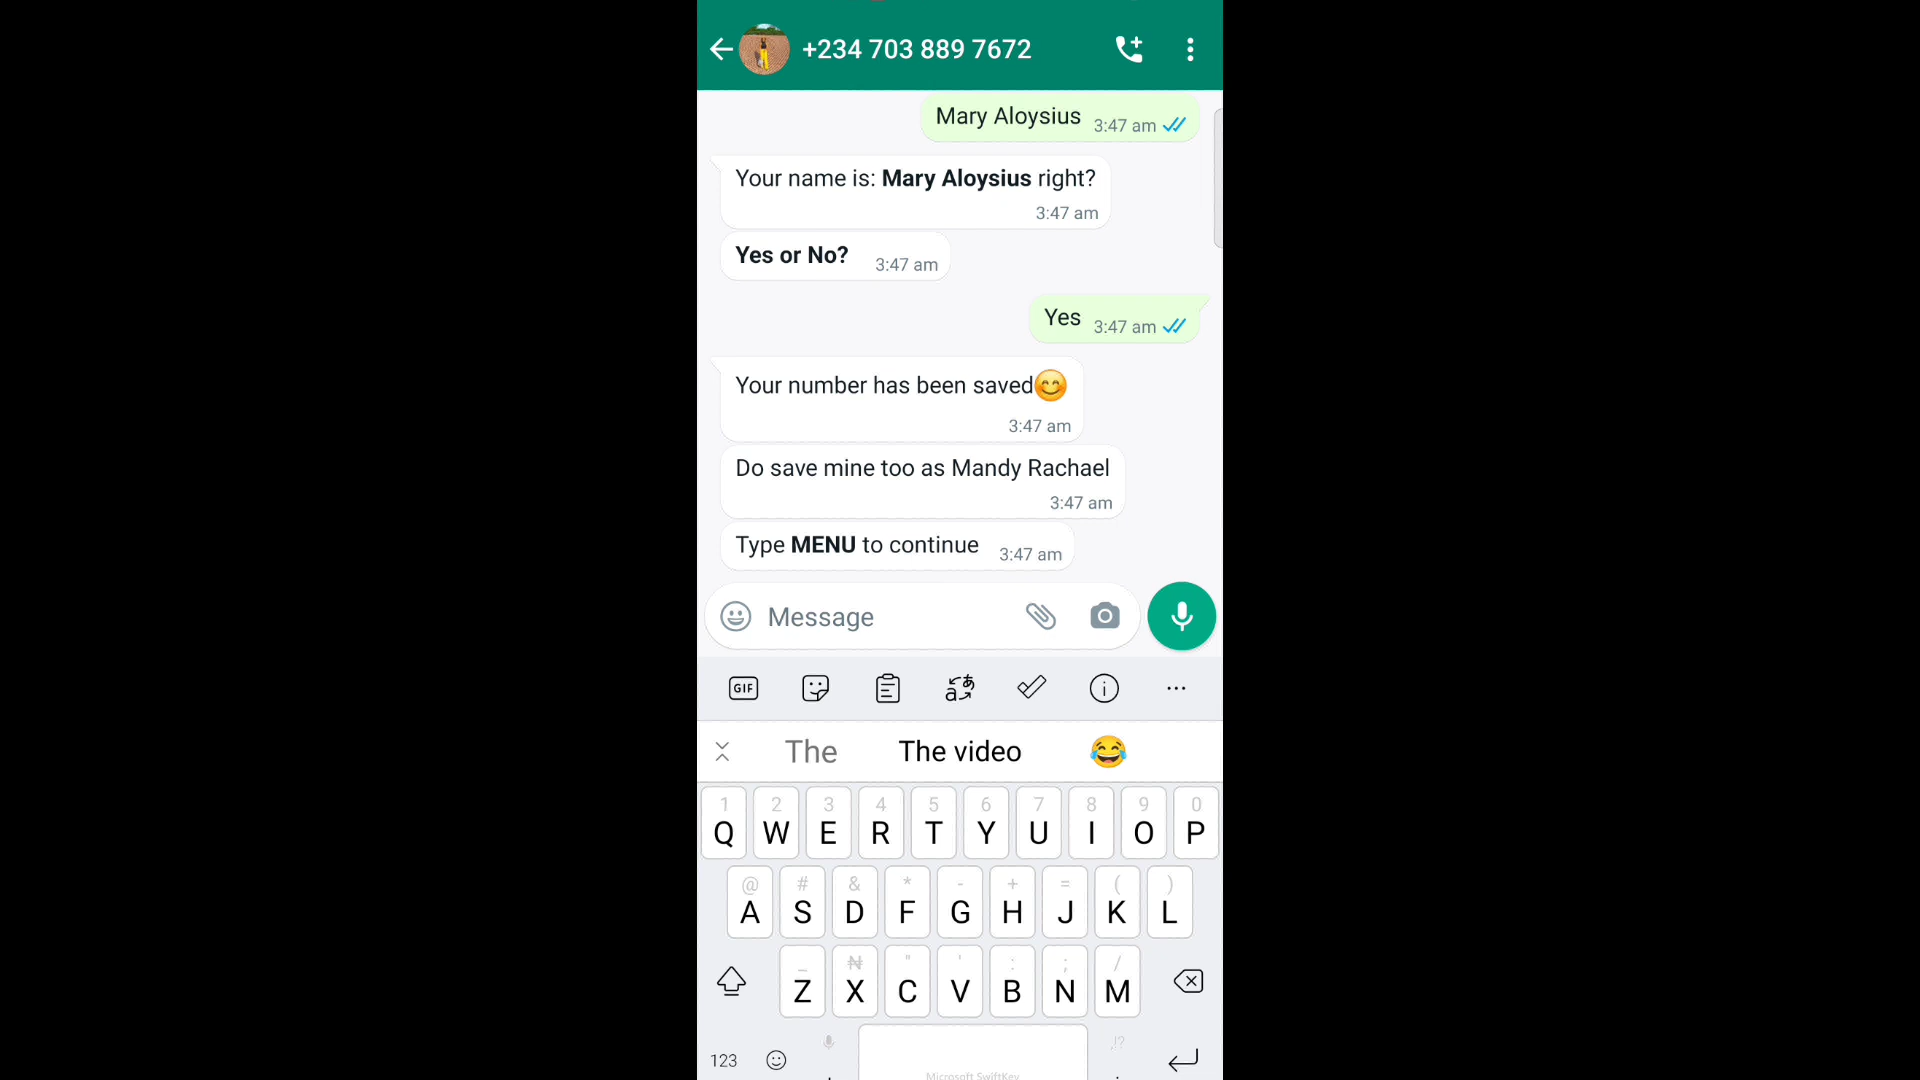 +234 703 889 7672
Mary Aloysius 3:47 am
Your name is: Mary Aloysius right?
3:47 am
Yes or No? 3:47 am
Yes 3:47 am
Your number has been saved😊
3:47 am
Do save mine too as Mandy Rachael
3:47 am
Type MENU to continue 3:47 am
Message
GIF
The The video 😂
1 2 3 4 5 6 7 8 9 0
Q W E R T Y U I O P
@ # & * - + = ( )
A S D F G H J K L
_ ₦ " ' : ; /
Z X C V B N M
123 ,!?
Microsoft SwiftKey